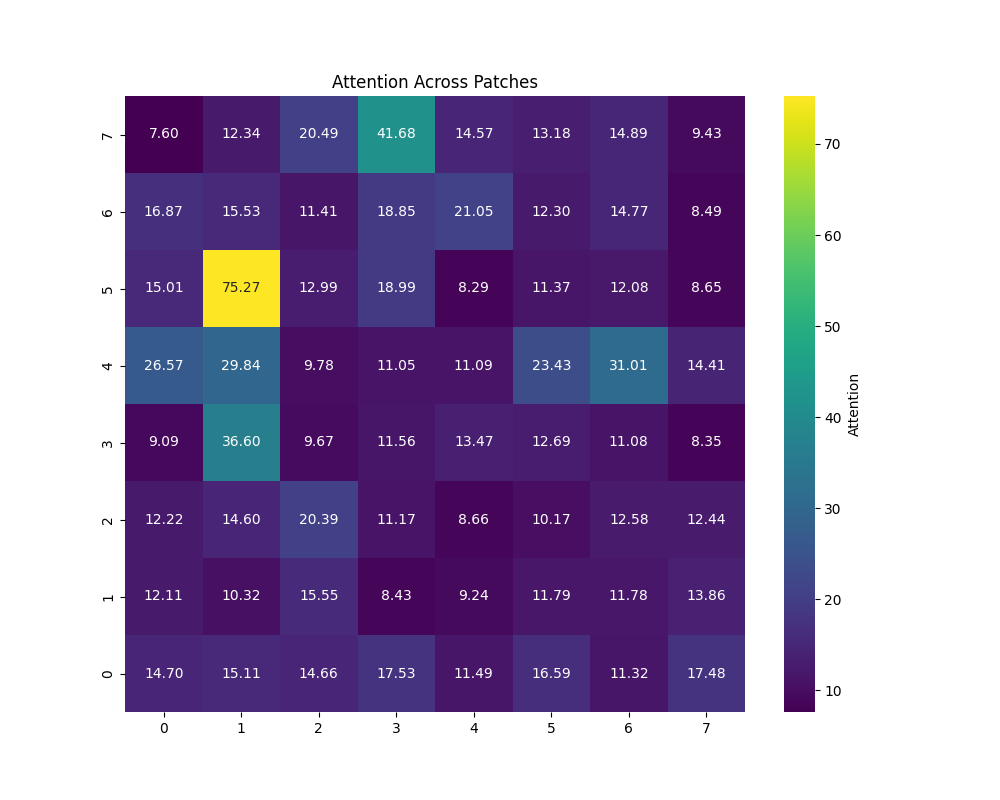 Attention Across Patches
7 7.60 12.34 20.49 41.68 14.57 13.18 14.89 9.43
6 16.87 15.53 11.41 18.85 21.05 12.30 14.77 8.49
5 15.01 75.27 12.99 18.99 8.29 11.37 12.08 8.65
4 26.57 29.84 9.78 11.05 11.09 23.43 31.01 14.41
3 9.09 36.60 9.67 11.56 13.47 12.69 11.08 8.35
2 12.22 14.60 20.39 11.17 8.66 10.17 12.58 12.44
1 12.11 10.32 15.55 8.43 9.24 11.79 11.78 13.86
0 14.70 15.11 14.66 17.53 11.49 16.59 11.32 17.48
0 1 2 3 4 5 6 7
70
60
50
40
30
20
10
Attention